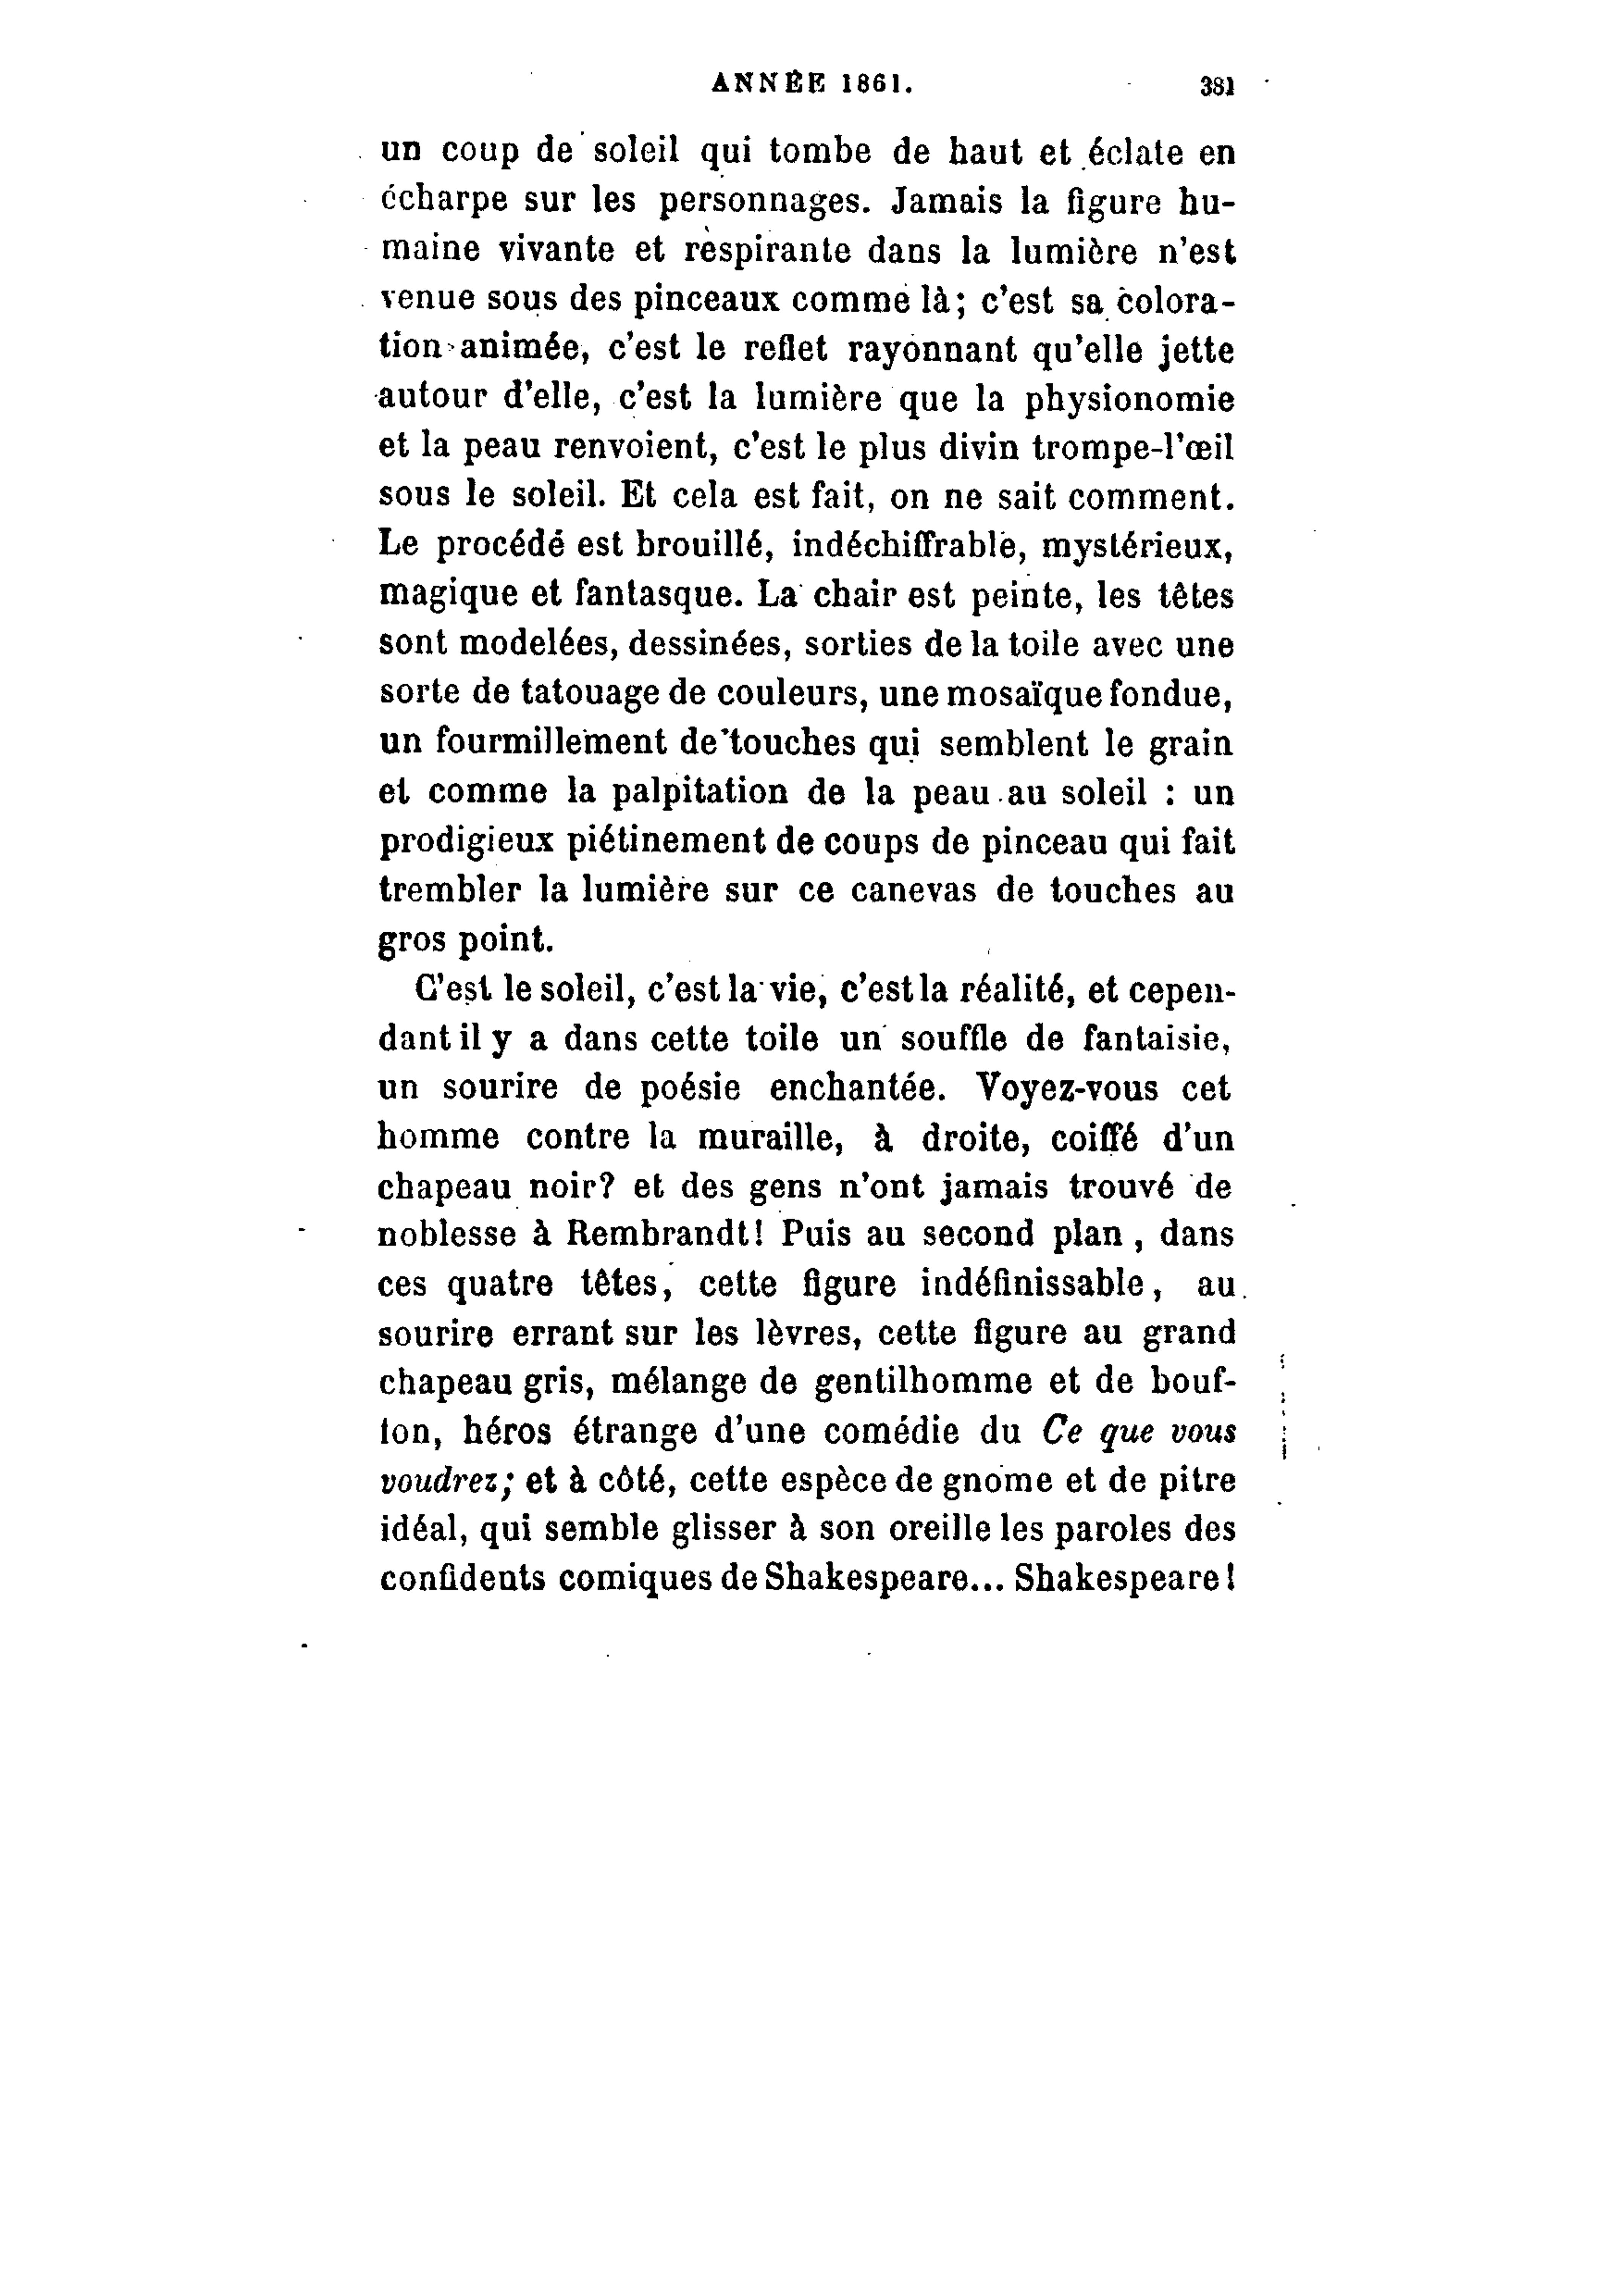 ANNÉE 1861. 381
un coup de soleil qui tombe de haut et éclate en
écharpe sur les personnages. Jamais la figure hu-
maine vivante et respirante dans la lumière n'est
venue sous des pinceaux comme là; c'est sa colora-
tion animée, c'est le reflet rayonnant qu'elle jette
autour d'elle, c'est la lumière que la physionomie
et la peau renvoient, c'est le plus divin trompe-l'œil
sous le soleil. Et cela est fait, on ne sait comment.
Le procédé est brouillé, indéchiffrable, mystérieux,
magique et fantasque. La chair est peinte, les têtes
sont modelées, dessinées, sorties de la toile avec une
sorte de tatouage de couleurs, une mosaïque fondue,
un fourmillement de touches qui semblent le grain
et comme la palpitation de la peau au soleil : un
prodigieux piétinement de coups de pinceau qui fait
trembler la lumière sur ce canevas de touches au
gros point.
C'est le soleil, c'est la vie, c'est la réalité, et cepen-
dant il y a dans cette toile un souffle de fantaisie,
un sourire de poésie enchantée. Voyez-vous cet
homme contre la muraille, à droite, coiffé d'un
chapeau noir? et des gens n'ont jamais trouvé de
noblesse à Rembrandt! Puis au second plan, dans
ces quatre têtes, cette figure indéfinissable, au
sourire errant sur les lèvres, cette figure au grand
chapeau gris, mélange de gentilhomme et de bouf-
fon, héros étrange d'une comédie du Ce que vous
voudrez; et à côté, cette espèce de gnome et de pitre
idéal, qui semble glisser à son oreille les paroles des
confidents comiques de Shakespeare... Shakespeare!